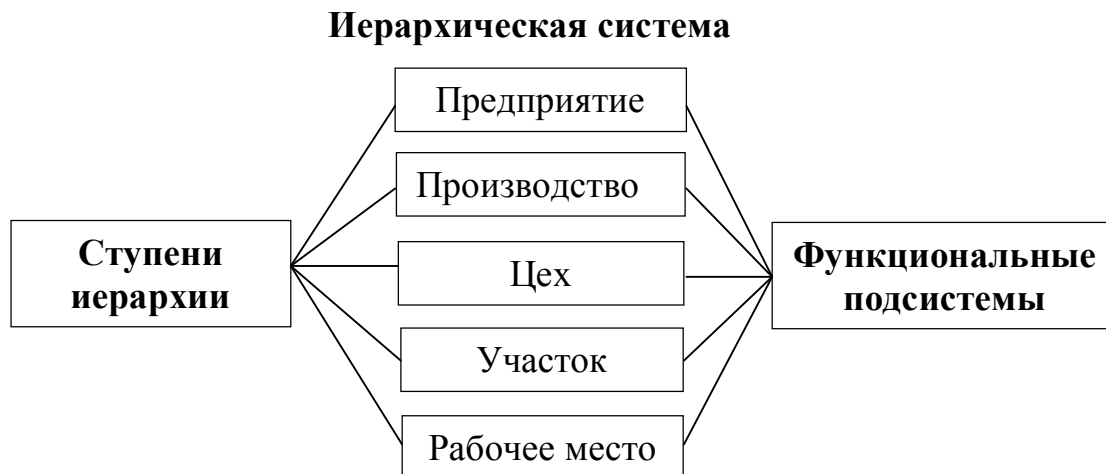 Иерархическая система
Предприятие
Производство
Ступени
иерархии
Цех
Функциональные
подсистемы
Участок
Рабочее место